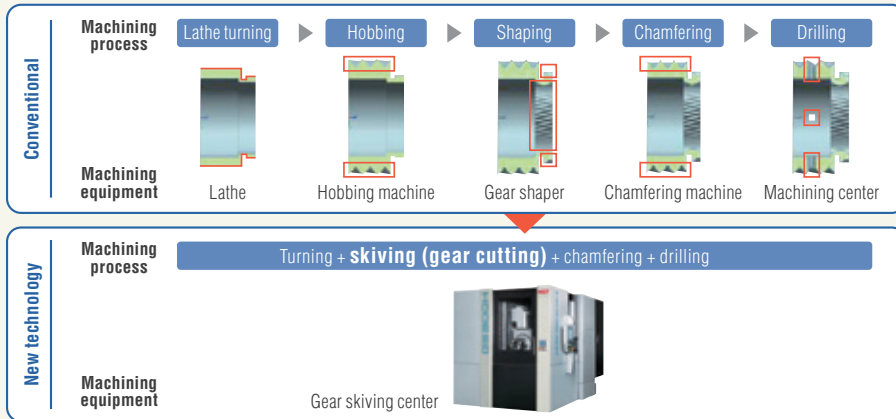 Conventional
Machining
process
Lathe turning
Hobbing
Shaping
Chamfering
Drilling
Machining
equipment
Lathe
Hobbing machine
Gear shaper
Chamfering machine
Machining center
New technology
Machining
process
Turning + skiving (gear cutting) + chamfering + drilling
Machining
equipment
Gear skiving center